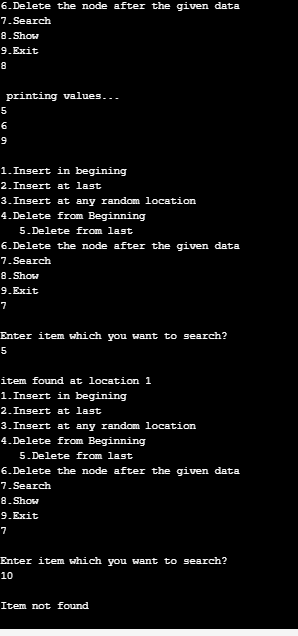 6.Delete the node after the given data
7.Search
8.Show
9.Exit
8
printing values...
5
6
9
1.Insert in begining
2.Insert at last
3.Insert at any random location
4.Delete from Beginning
5.Delete from last
6.Delete the node after the given data
7.Search
8.Show
9.Exit
7
Enter item which you want to search?
5
item found at location 1
1.Insert in begining
2.Insert at last
3.Insert at any random location
4.Delete from Beginning
5.Delete from last
6.Delete the node after the given data
7.Search
8.Show
9.Exit
7
Enter item which you want to search?
10
Item not found